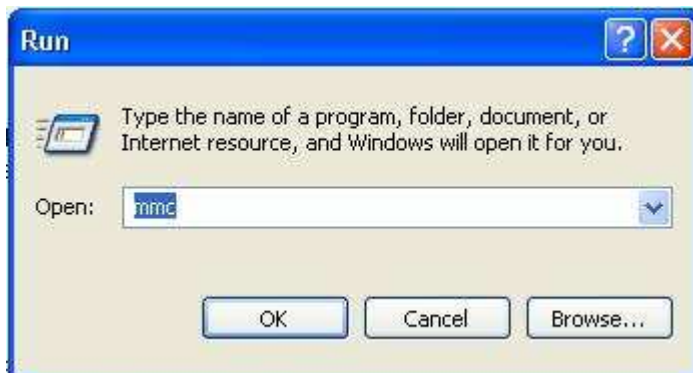 Run
Type the name of a program, folder, document, or
Internet resource, and Windows will open it for you.
Open: mmc
OK Cancel Browse...